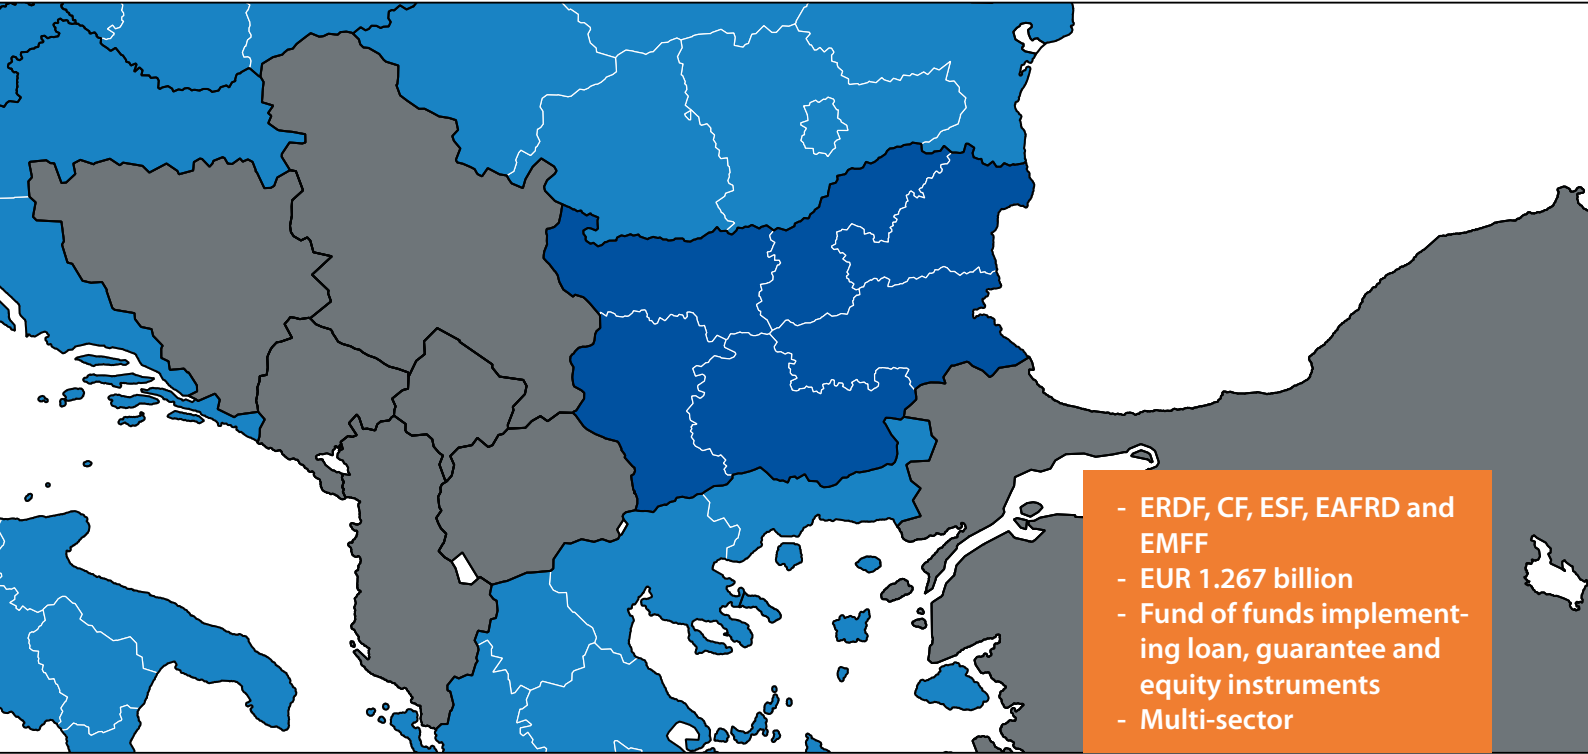 - ERDF, CF, ESF, EAFRD and
EMFF
- EUR 1.267 billion
- Fund of funds implement-
ing loan, guarantee and
equity instruments
- Multi-sector